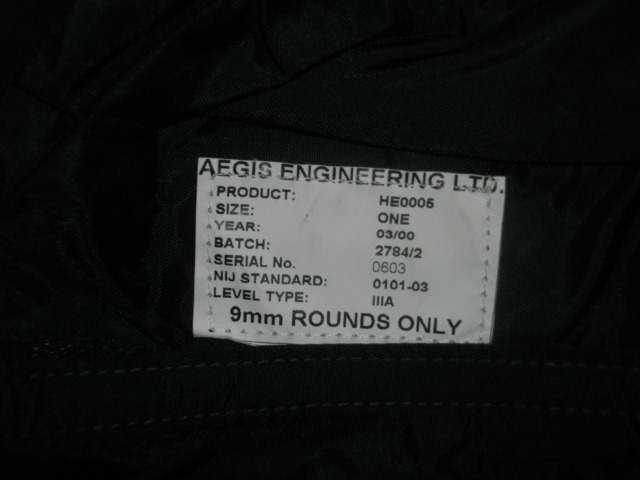 AEGIS ENGINEERING LTD.
PRODUCT: HE0005
SIZE: ONE
YEAR: 03/00
BATCH: 2784/2
SERIAL No. 0603
NIJ STANDARD: 0101-03
LEVEL TYPE: IIIA
9mm ROUNDS ONLY